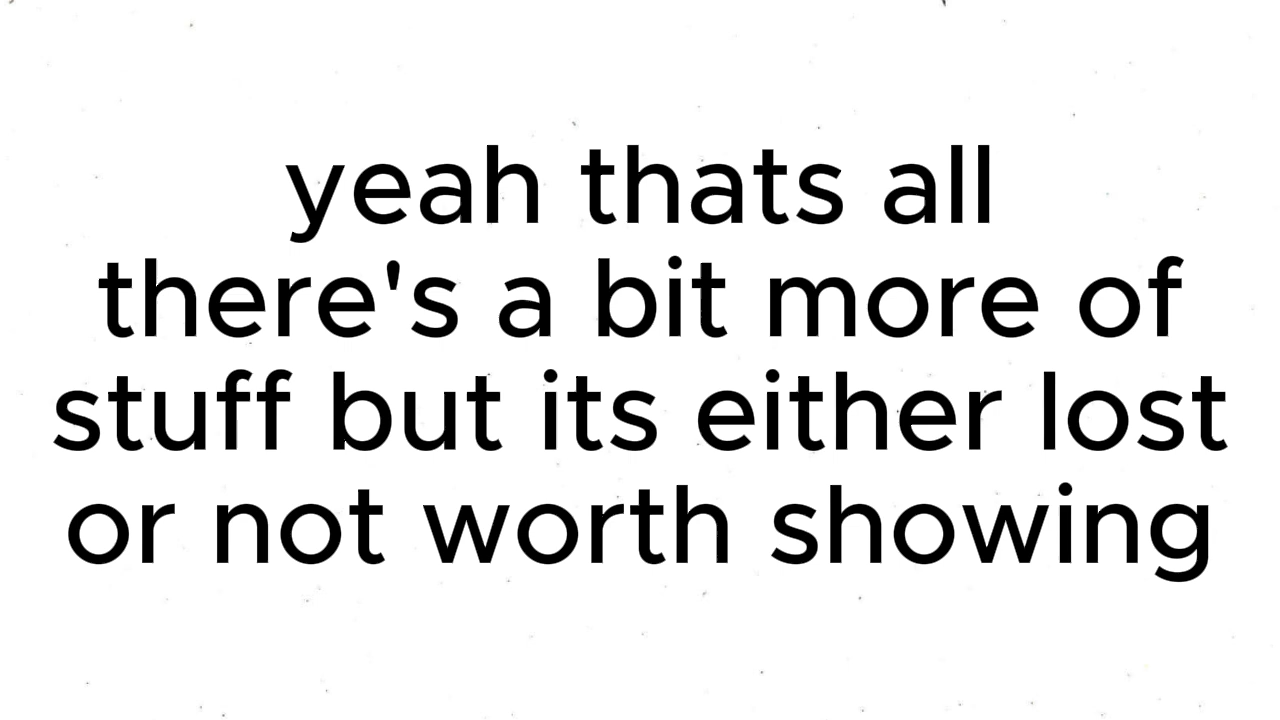 yeah thats all
there's a bit more of
stuff but its either lost
or not worth showing